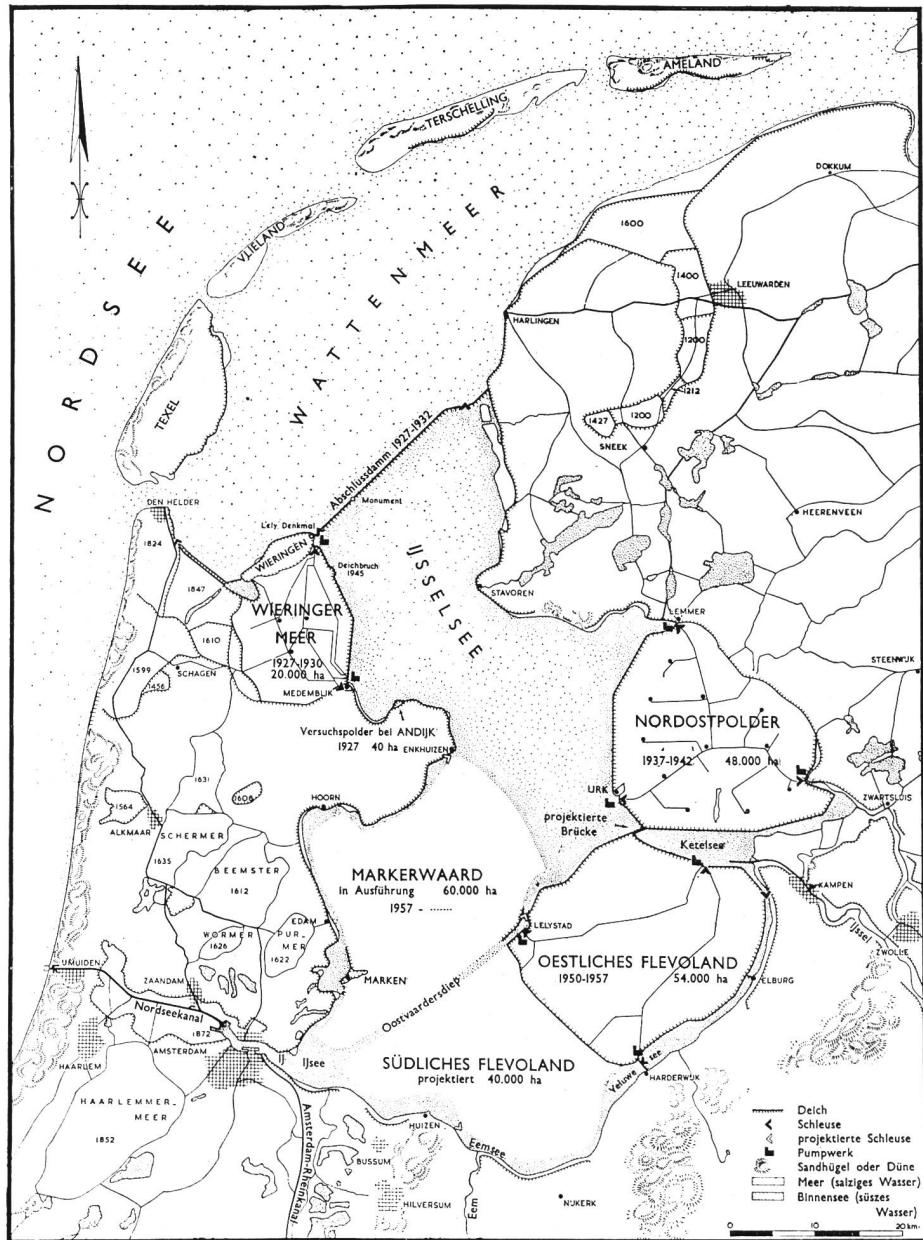 AMELAND
TERSCHELLING
DOKKUM
VLIELAND
NORDSEE
WATTENMEER
1600
1400
LEEUWARDEN
HARLINGEN
1200
1212
1200
1427
SNEEK
TEXEL
Abschlussdamm 1927-1932
Monument
DEN HELDER
Lely Denkmal
HEERENVEEN
1824
WIERINGEN
Deichbruch
1945
IJSSELSEE
STAVOREN
1847
LEMMER
WIERINGER
MEER
1927-1930
20.000 ha
1610
1599
SCHAGEN
1456
STEENWIJK
MEDEMBLIK
Versuchspolder bei ANDIJK
1927 40 ha
ENKHUIZEN
NORDOSTPOLDER
1937-1942 48.000 ha
1631
1608
URK
ZWARTSLUIS
HOORN
projektierte
Brücke
1564
ALKMAAR
SCHERMER
1635
Ketelsee
BEEMSTER
1612
MARKERWAARD
in Ausführung 60.000 ha
1957 - .......
KAMPEN
IJssel
EDAM
LELYSTAD
WORMER
1626
PUR-
MER
1622
ZWOLLE
OESTLICHES FLEVOLAND
1950-1957 54.000 ha
ELBURG
IJMUIDEN
ZAANDAM
MARKEN
Oostvaardersdiep
Nordseekanal
1872
IJ
IJsee
AMSTERDAM
SÜDLICHES FLEVOLAND
projektiert 40.000 ha
Veluwe see
HARDERWIJK
HAARLEM
HAARLEMMER-
MEER
1852
Amsterdam-Rheinkanal
HUIZEN
Eemsee
BUSSUM
HILVERSUM
Eem
NIJKERK
Deich
Schleuse
projektierte Schleuse
Pumpwerk
Sandhügel oder Düne
Meer (salziges Wasser)
Binnensee (süszes
Wasser)
0 10 20 km.